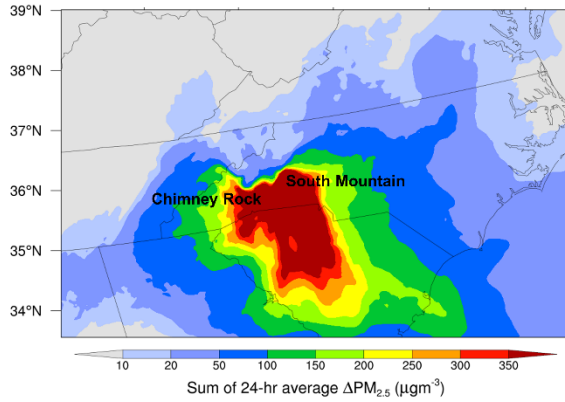 39°N
38°N
37°N
36°N
35°N
34°N
South Mountain
Chimney Rock
10 20 50 100 150 200 250 300 350
Sum of 24-hr average ΔPM2.5 (μgm-3)